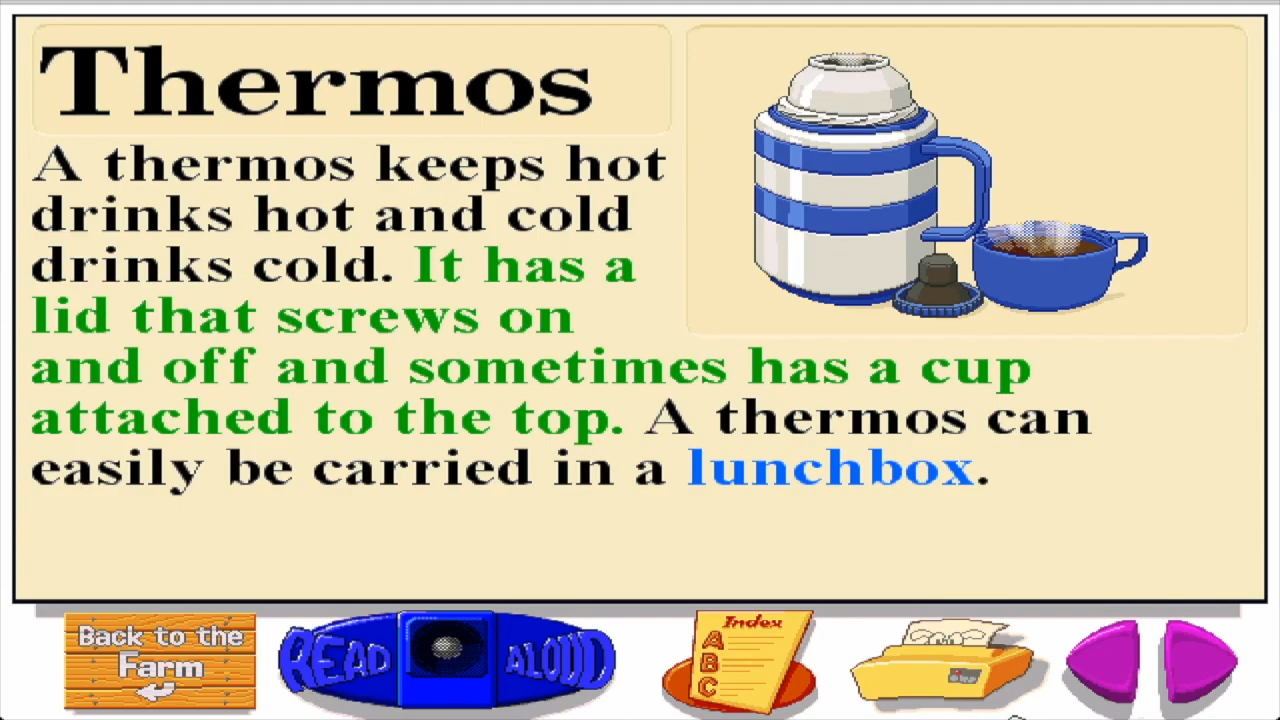 Thermos
A thermos keeps hot
drinks hot and cold
drinks cold. It has a
lid that screws on
and off and sometimes has a cup
attached to the top. A thermos can
easily be carried in a lunchbox.
Back to the
Farm
READ ALOUD
Index
A
B
C